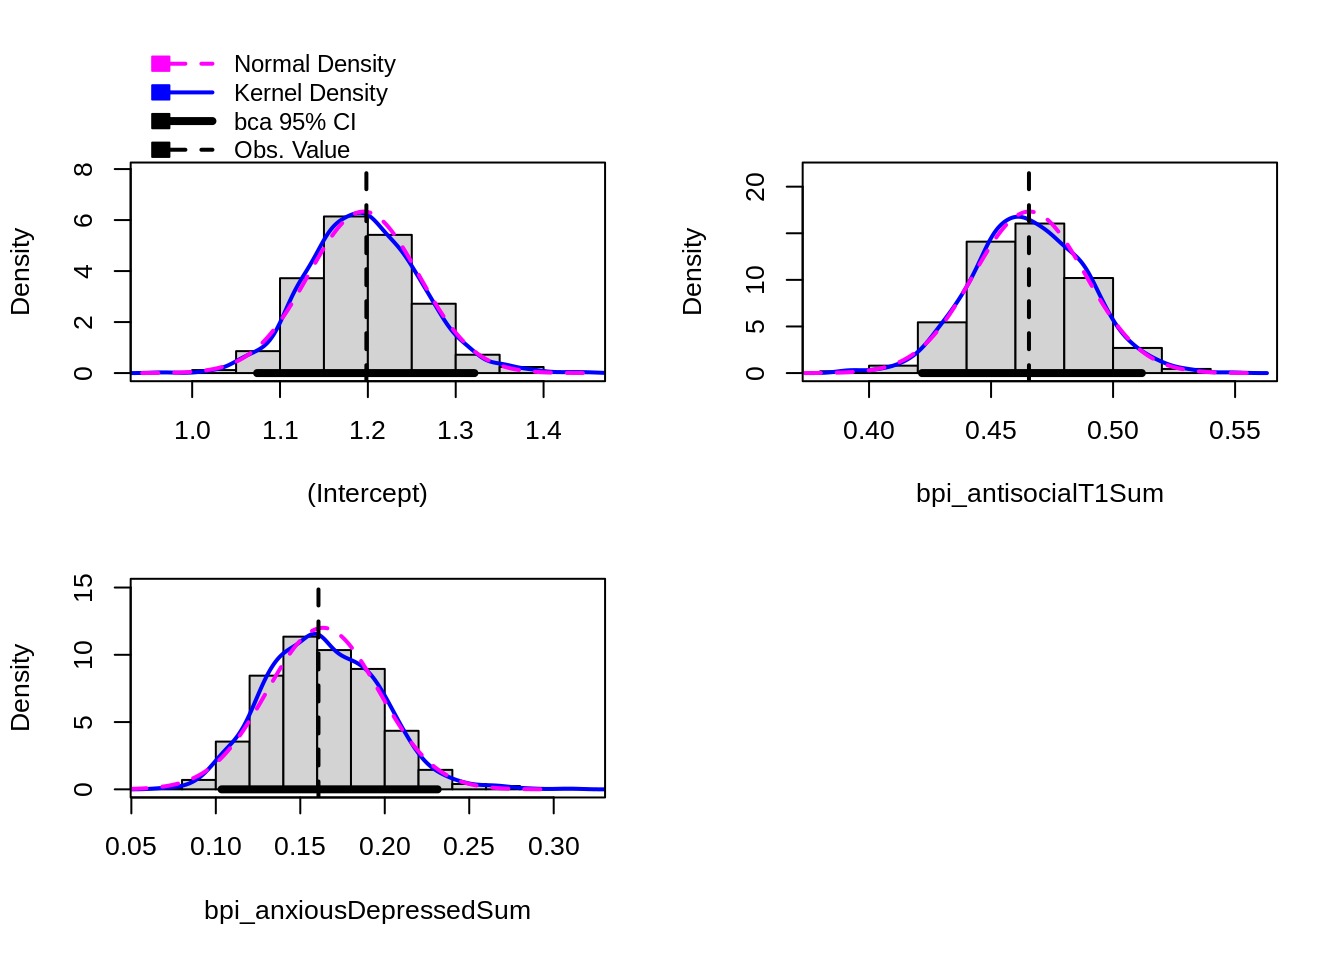 Normal Density
Kernel Density
bca 95% CI
Obs. Value
Density
0 2 4 6 8
1.0 1.1 1.2 1.3 1.4
(Intercept)
Density
0 5 10 20
0.40 0.45 0.50 0.55
bpi_antisocialT1Sum
Density
0 5 10 15
0.05 0.10 0.15 0.20 0.25 0.30
bpi_anxiousDepressedSum